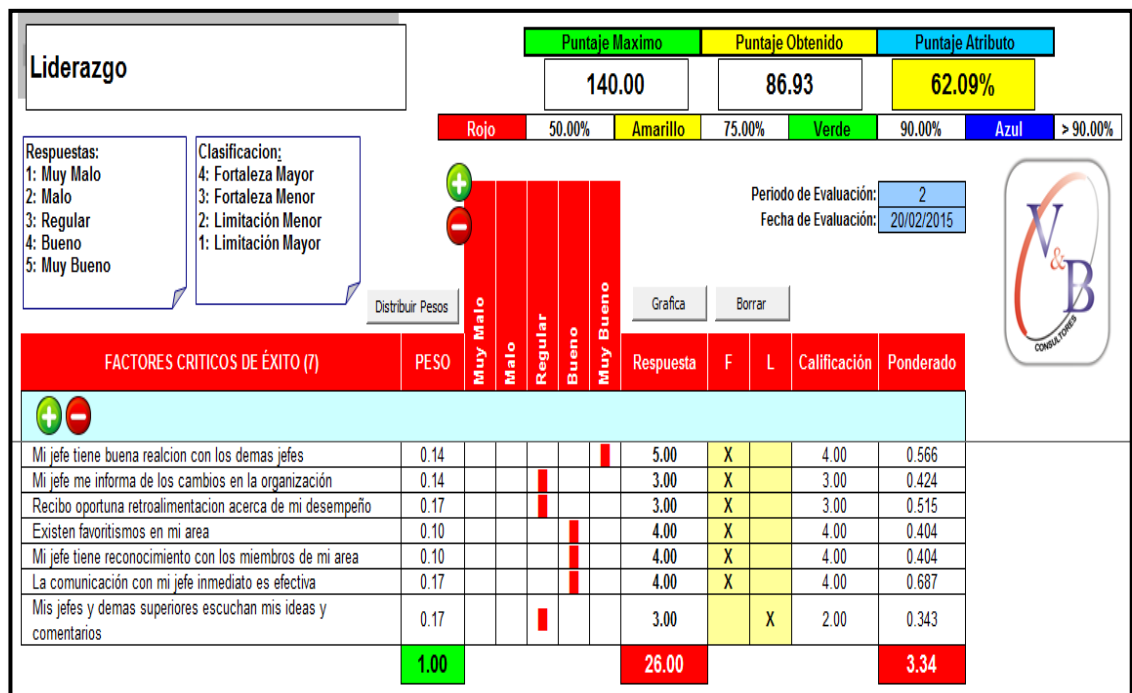 Liderazgo
Puntaje Maximo Puntaje Obtenido Puntaje Atributo
140.00 86.93 62.09%
Rojo 50.00% Amarillo 75.00% Verde 90.00% Azul > 90.00%
Respuestas:
1: Muy Malo
2: Malo
3: Regular
4: Bueno
5: Muy Bueno
Clasificacion:
4: Fortaleza Mayor
3: Fortaleza Menor
2: Limitación Menor
1: Limitación Mayor
Periodo de Evaluación: 2
Fecha de Evaluación: 20/02/2015
V&B
CONSULTORES
Distribuir Pesos Grafica Borrar
FACTORES CRITICOS DE ÉXITO (7) PESO Muy Malo Malo Regular Bueno Muy Bueno Respuesta F L Calificación Ponderado
Mi jefe tiene buena realcion con los demas jefes 0.14 5.00 X 4.00 0.566
Mi jefe me informa de los cambios en la organización 0.14 3.00 X 3.00 0.424
Recibo oportuna retroalimentacion acerca de mi desempeño 0.17 3.00 X 3.00 0.515
Existen favoritismos en mi area 0.10 4.00 X 4.00 0.404
Mi jefe tiene reconocimiento con los miembros de mi area 0.10 4.00 X 4.00 0.404
La comunicación con mi jefe inmediato es efectiva 0.17 4.00 X 4.00 0.687
Mis jefes y demas superiores escuchan mis ideas y
comentarios 0.17 3.00 X 2.00 0.343
1.00 26.00 3.34